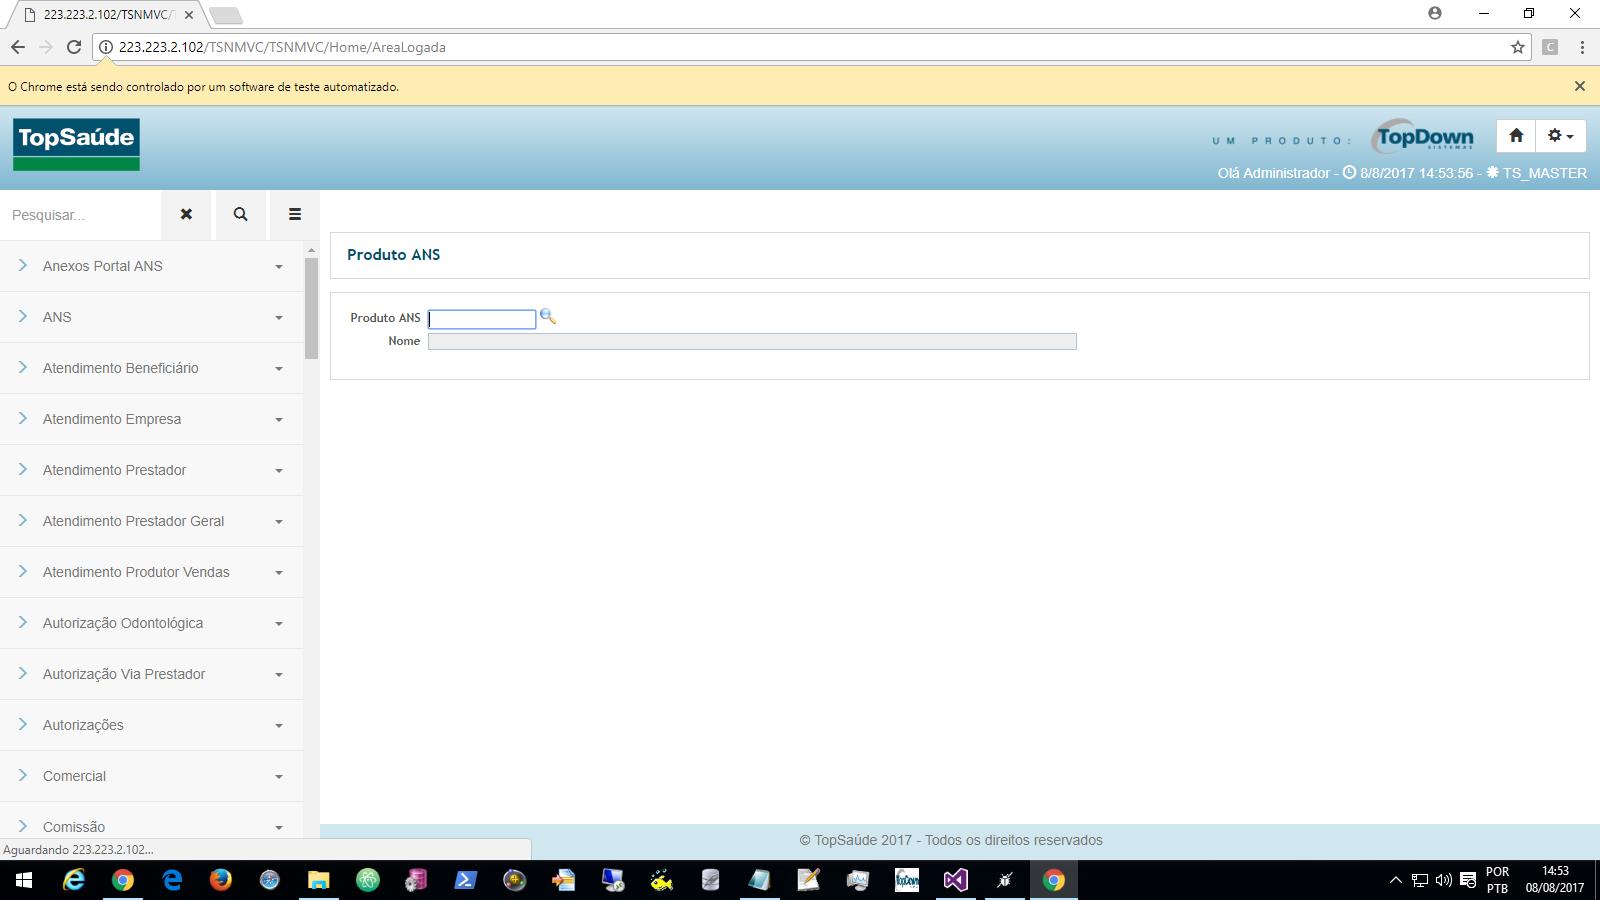 223.223.2.102/TSNMVC/T
223.223.2.102/TSNMVC/TSNMVC/Home/AreaLogada
C
O Chrome está sendo controlado por um software de teste automatizado.
TopSaúde
UM PRODUTO:
TopDown
SISTEMAS
Olá Administrador - 8/8/2017 14:53:56 - TS_MASTER
Pesquisar...
Produto ANS
Anexos Portal ANS
ANS
Atendimento Beneficiário
Atendimento Empresa
Atendimento Prestador
Atendimento Prestador Geral
Atendimento Produtor Vendas
Autorização Odontológica
Autorização Via Prestador
Autorizações
Comercial
Comissão
Produto ANS
Nome
© TopSaúde 2017 - Todos os direitos reservados
Aguardando 223.223.2.102...
TopDown
POR
PTB
14:53
08/08/2017